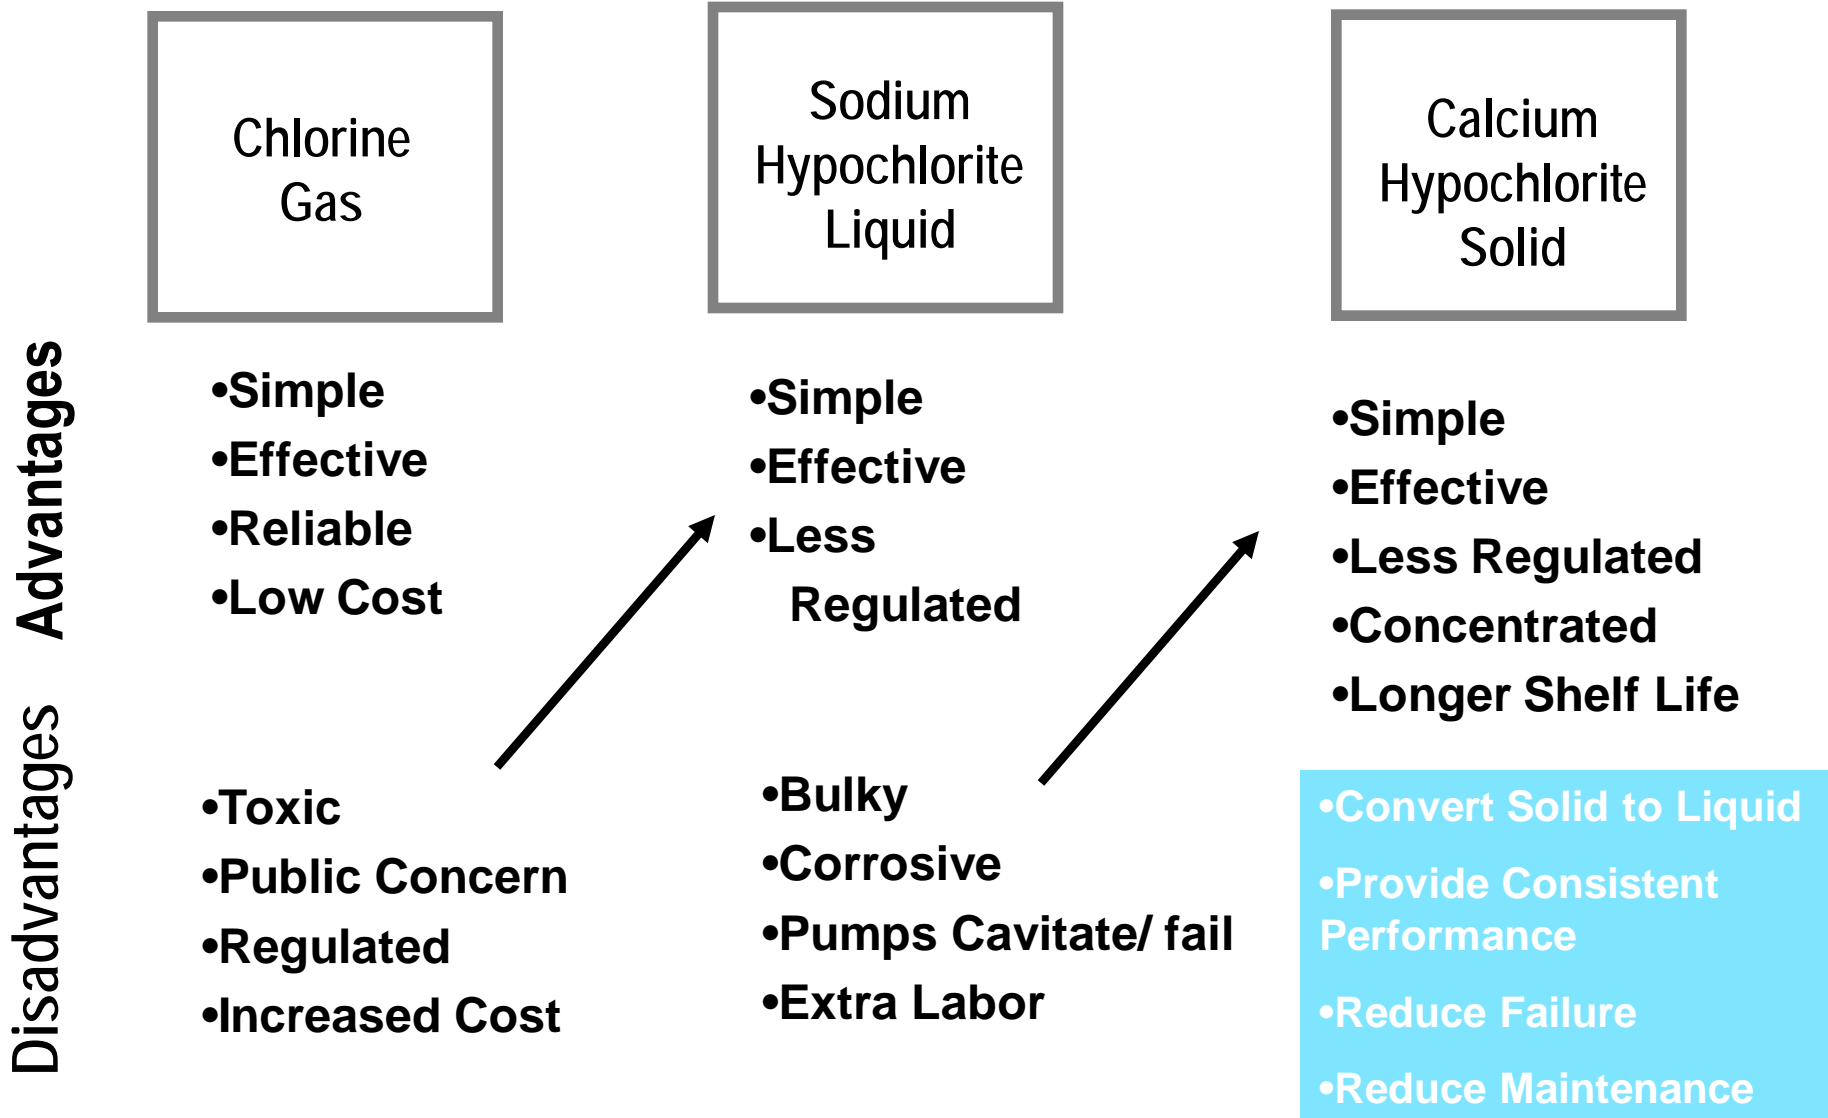 Chlorine
Gas
Sodium
Hypochlorite
Liquid
Calcium
Hypochlorite
Solid
Advantages
•Simple
•Effective
•Reliable
•Low Cost
•Simple
•Effective
•Less
Regulated
•Simple
•Effective
•Less Regulated
•Concentrated
•Longer Shelf Life
Disadvantages
•Toxic
•Public Concern
•Regulated
•Increased Cost
•Bulky
•Corrosive
•Pumps Cavitate/ fail
•Extra Labor
•Convert Solid to Liquid
•Provide Consistent
Performance
•Reduce Failure
•Reduce Maintenance